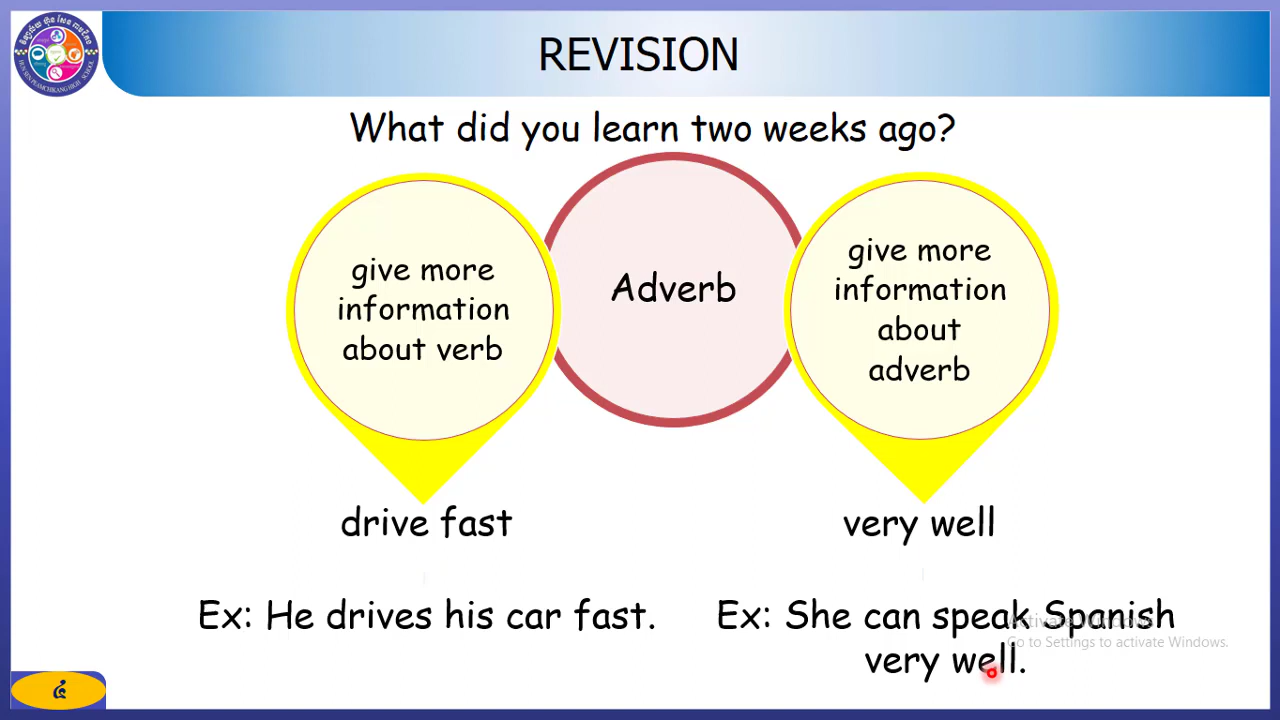 REVISION
What did you learn two weeks ago?
give more
information
about verb
Adverb
give more
information
about
adverb
drive fast
very well
Ex: He drives his car fast.
Ex: She can speak Spanish
very well.
Activate Windows
Go to Settings to activate Windows.
៤